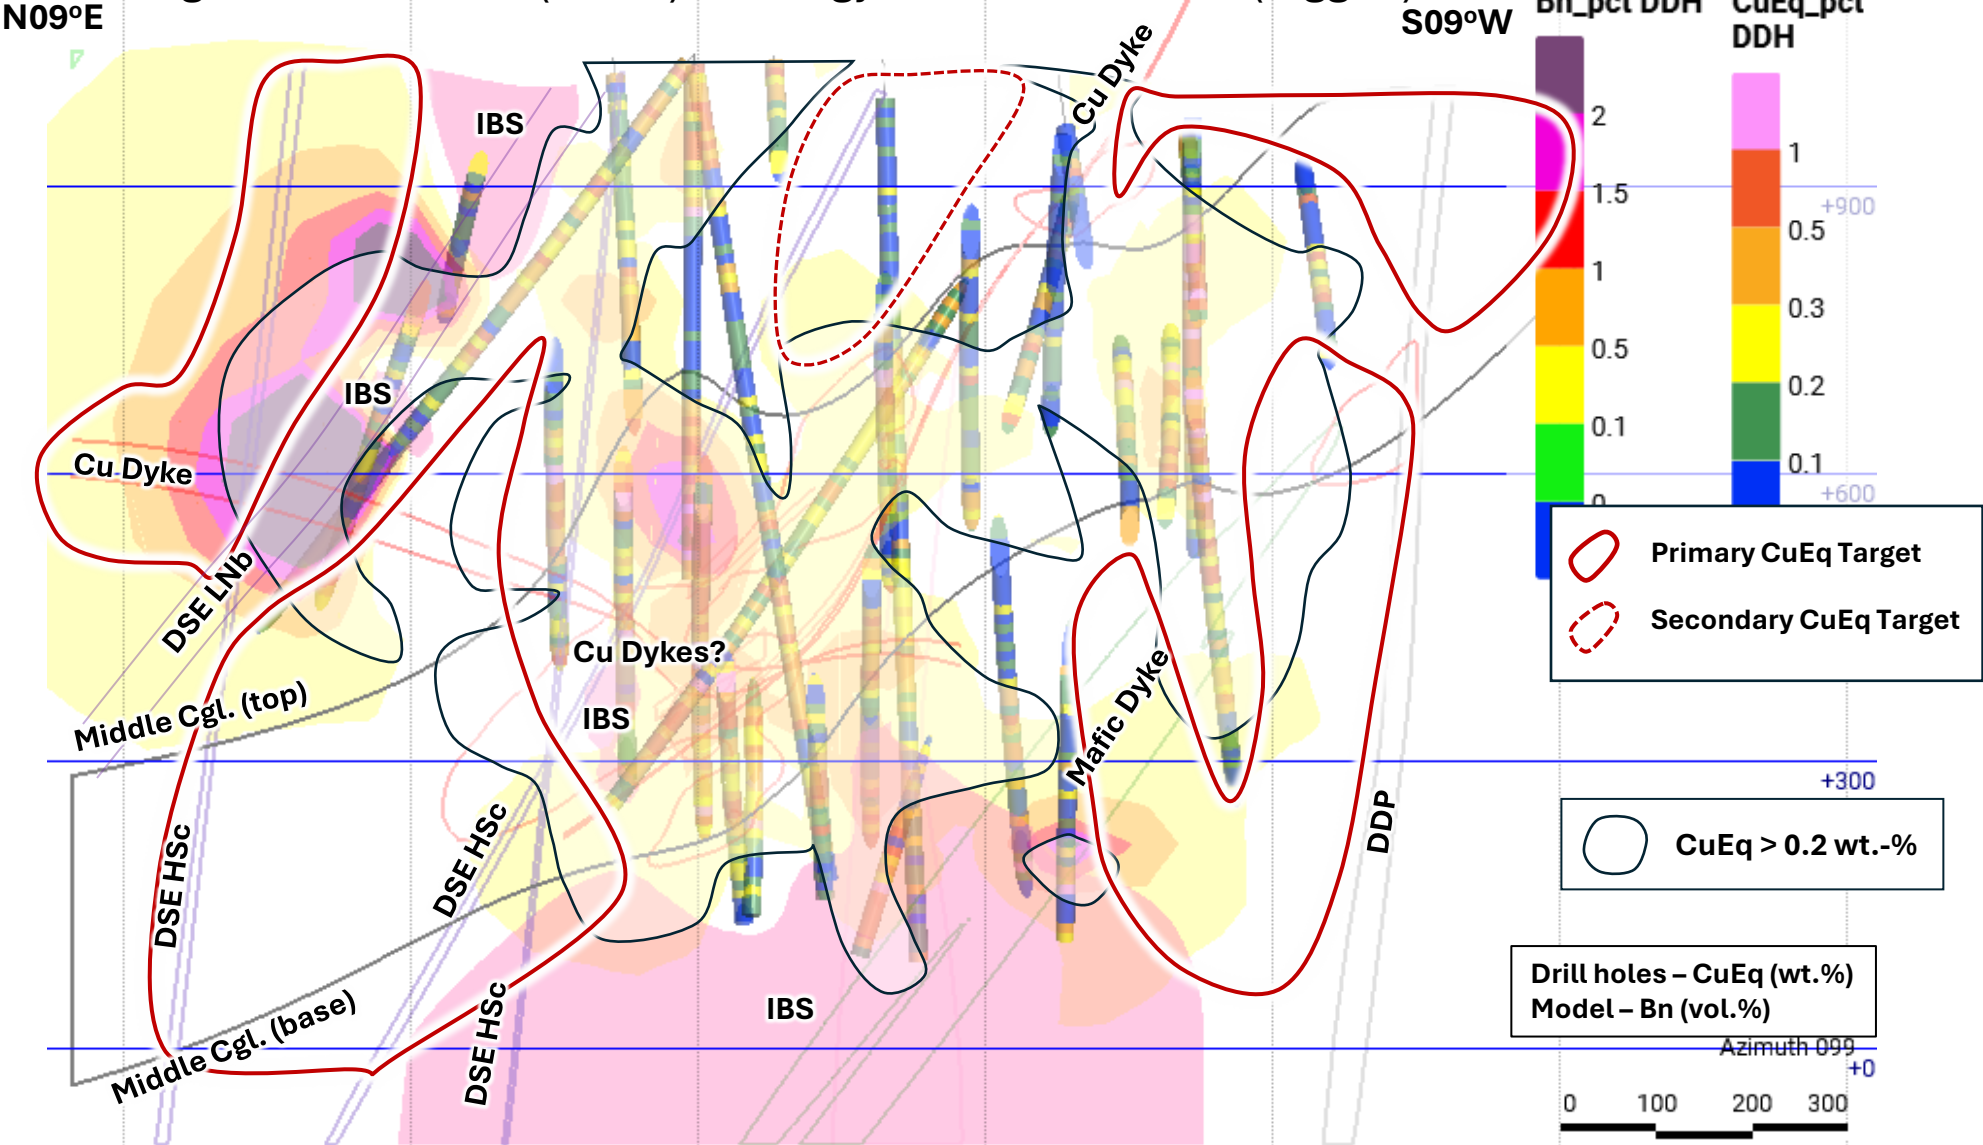 N09ºE
S09ºW
Bn_pct DDH
CuEq_pct
DDH
2
1.5
1
0.5
0.1
0
1
0.5
0.3
0.2
0.1
+900
+600
+300
+0
Cu Dyke
IBS
IBS
Cu Dyke
DSE LNb
Cu Dykes?
IBS
Middle Cgl. (top)
Mafic Dyke
DSE HSc
DSE HSc
DDP
IBS
DSE HSc
Middle Cgl. (base)
Primary CuEq Target
Secondary CuEq Target
CuEq > 0.2 wt.-%
Drill holes – CuEq (wt.%)
Model – Bn (vol.%)
Azimuth 099
0 100 200 300